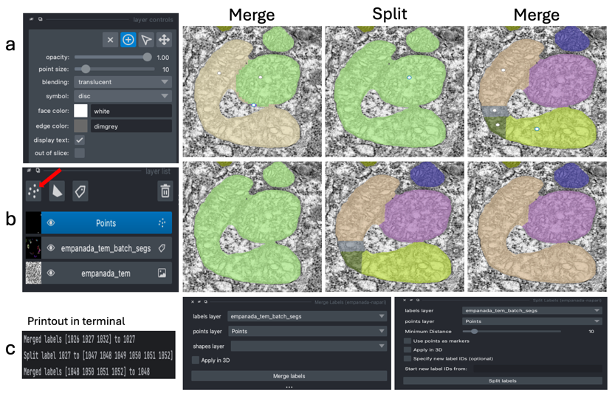 Merge
Split
Merge
a
layer controls
opacity:
1.00
point size:
10
blending:
translucent
symbol:
disc
face color:
white
edge color:
dimgrey
display text:
out of slice:
b
layer list
Points
empanada_tem_batch_segs
empanada_tem
c
Printout in terminal
Merged labels [1026 1027 1032] to 1027
Split label 1027 to [1047 1048 1049 1050 1051 1052]
Merged labels [1048 1050 1051 1052] to 1048
Merge Labels (empanada-napari)
labels layer
empanada_tem_batch_segs
points layer
Points
shapes layer
Apply in 3D
Merge labels
Split Labels (empanada-napari)
labels layer
empanada_tem_batch_segs
points layer
Points
Minimum Distance
10
Use points as markers
Apply in 3D
Specify new label IDs (optional)
Start new label IDs from:
Split labels